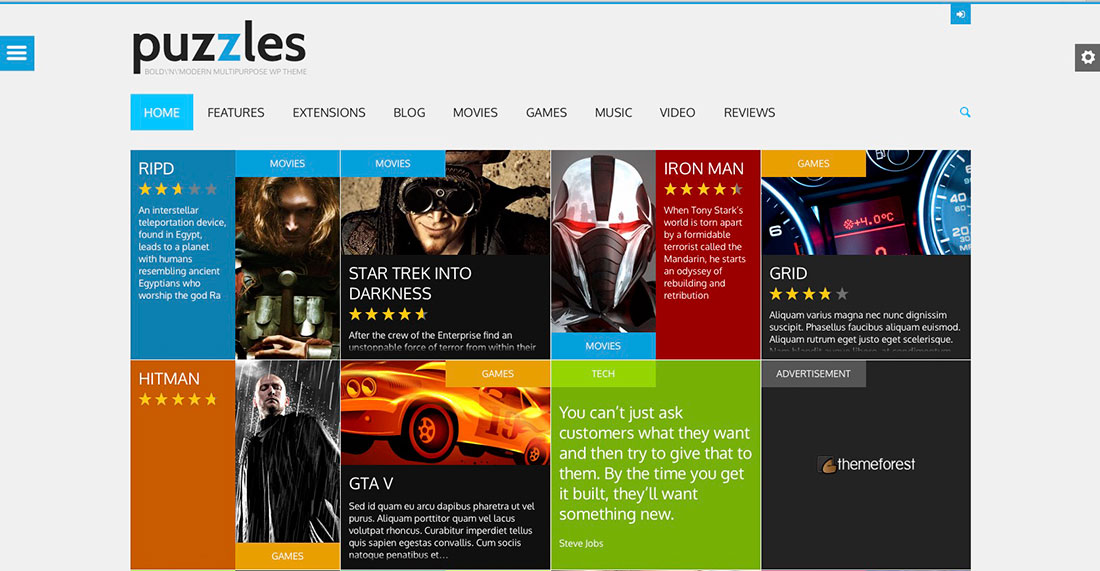 puzzles
BOLD\'N\'MODERN MULTIPURPOSE WP THEME
HOME FEATURES EXTENSIONS BLOG MOVIES GAMES MUSIC VIDEO REVIEWS
RIPD
An interstellar
teleportation device,
found in Egypt,
leads to a planet
with humans
resembling ancient
Egyptians who
worship the god Ra
MOVIES
MOVIES
STAR TREK INTO
DARKNESS
After the crew of the Enterprise find an
unstoppable force of terror from within their
MOVIES
IRON MAN
When Tony Stark's
world is torn apart
by a formidable
terrorist called the
Mandarin, he starts
an odyssey of
rebuilding and
retribution
GAMES
+4.0°C
GRID
Aliquam varius magna nec nunc dignissim
suscipit. Phasellus faucibus aliquam euismod.
Aliquam rutrum eget justo eget scelerisque.
Nam blandit augue libero, at condimentum
HITMAN
GAMES
GAMES
GTA V
Sed id quam eu arcu dapibus pharetra ut vel
purus. Aliquam porttitor quam vel lacus
volutpat rhoncus. Curabitur imperdiet tellus
quis sapien egestas convallis. Cum sociis
natoque penatibus et...
TECH
You can't just ask
customers what they want
and then try to give that to
them. By the time you get
it built, they'll want
something new.
Steve Jobs
ADVERTISEMENT
themeforest